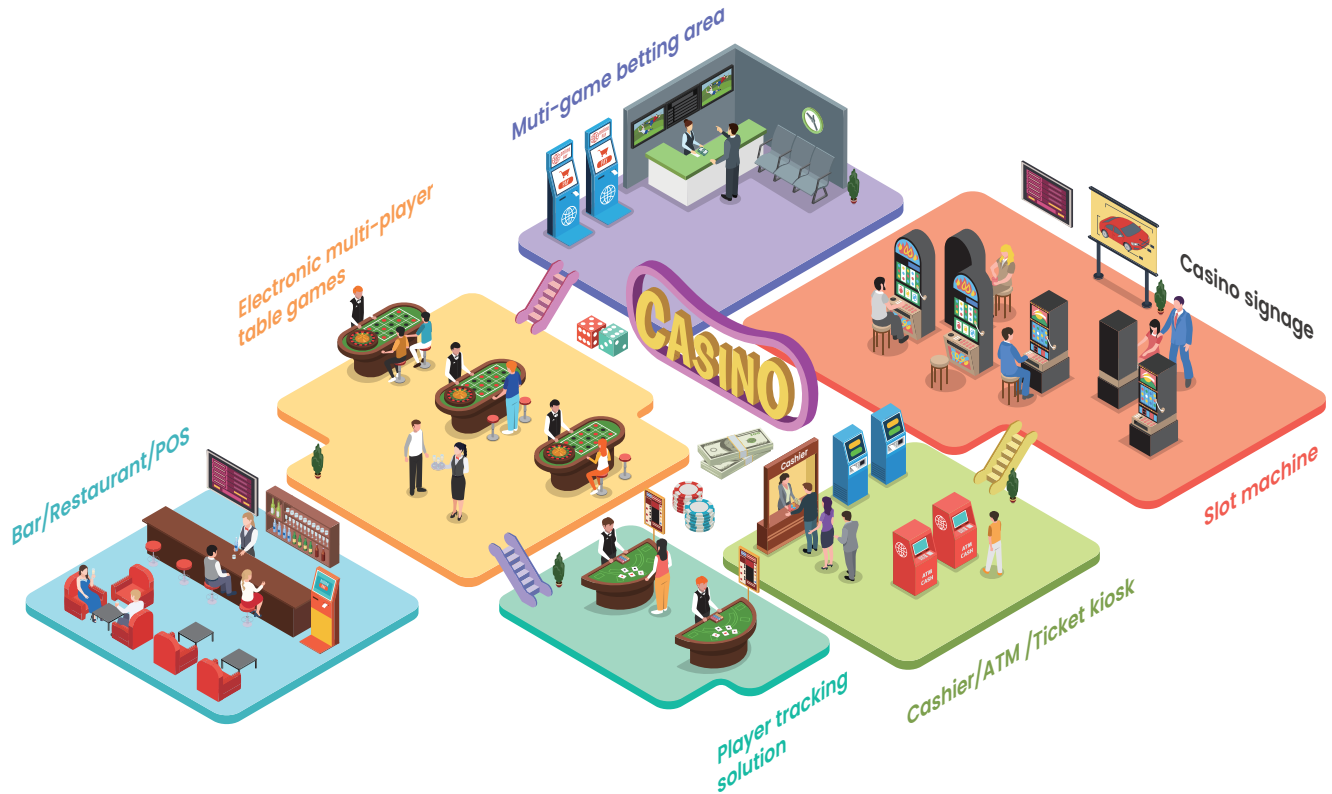 Muti-game betting area
Electronic multi-player
table games
CASINO
Casino signage
Bar/Restaurant/POS
Cashier
Slot machine
ATM
CASH
ATM
CASH
Cashier/ATM /Ticket kiosk
Player tracking
solution